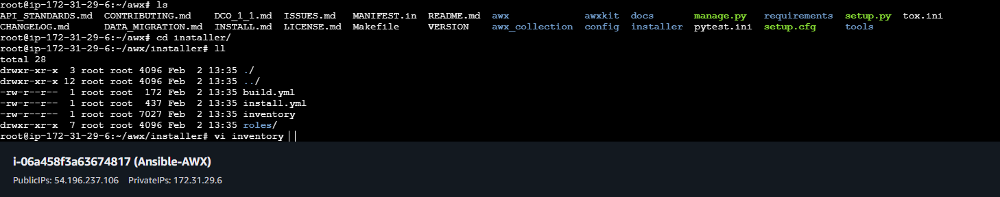 root@ip-172-31-29-6:~/awx# ls
API_STANDARDS.md CONTRIBUTING.md DCO_1_1.md ISSUES.md MANIFEST.in README.md awx awxkit docs manage.py requirements setup.py tox.ini
CHANGELOG.md DATA_MIGRATION.md INSTALL.md LICENSE.md Makefile VERSION awx_collection config installer pytest.ini setup.cfg tools
root@ip-172-31-29-6:~/awx# cd installer/
root@ip-172-31-29-6:~/awx/installer# ll
total 28
drwxr-xr-x 3 root root 4096 Feb 2 13:35 ./
drwxr-xr-x 12 root root 4096 Feb 2 13:35 ../
-rw-r--r-- 1 root root 172 Feb 2 13:35 build.yml
-rw-r--r-- 1 root root 437 Feb 2 13:35 install.yml
-rw-r--r-- 1 root root 7027 Feb 2 13:35 inventory
drwxr-xr-x 7 root root 4096 Feb 2 13:35 roles/
root@ip-172-31-29-6:~/awx/installer# vi inventory
i-06a458f3a63674817 (Ansible-AWX)
PublicIPs: 54.196.237.106 PrivateIPs: 172.31.29.6